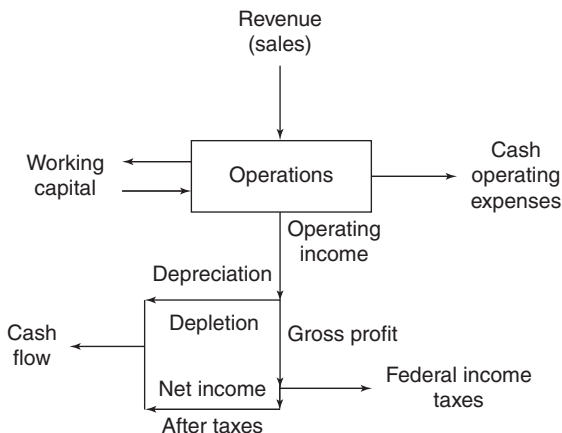 Revenue
(sales)
Working
capital
Operations
Cash
operating
expenses
Operating
income
Depreciation
Depletion
Gross profit
Cash
flow
Net income
Federal income
taxes
After taxes